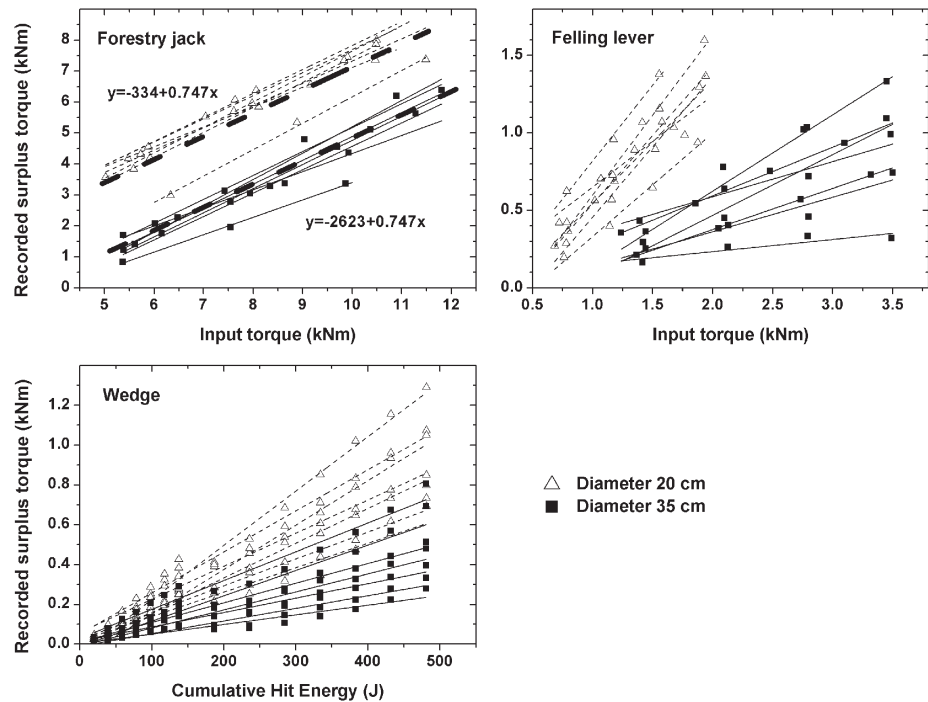 Forestry jack
Recorded surplus torque (kNm)
8
7
6
5
4
3
2
1
0
y=-334+0.747x
y=-2623+0.747x
5 6 7 8 9 10 11 12
Input torque (kNm)
Felling lever
1.5
1.0
0.5
0.0
0.5 1.0 1.5 2.0 2.5 3.0 3.5
Input torque (kNm)
Wedge
Recorded surplus torque (kNm)
1.2
1.0
0.8
0.6
0.4
0.2
0.0
0 100 200 300 400 500
Cumulative Hit Energy (J)
Diameter 20 cm
Diameter 35 cm